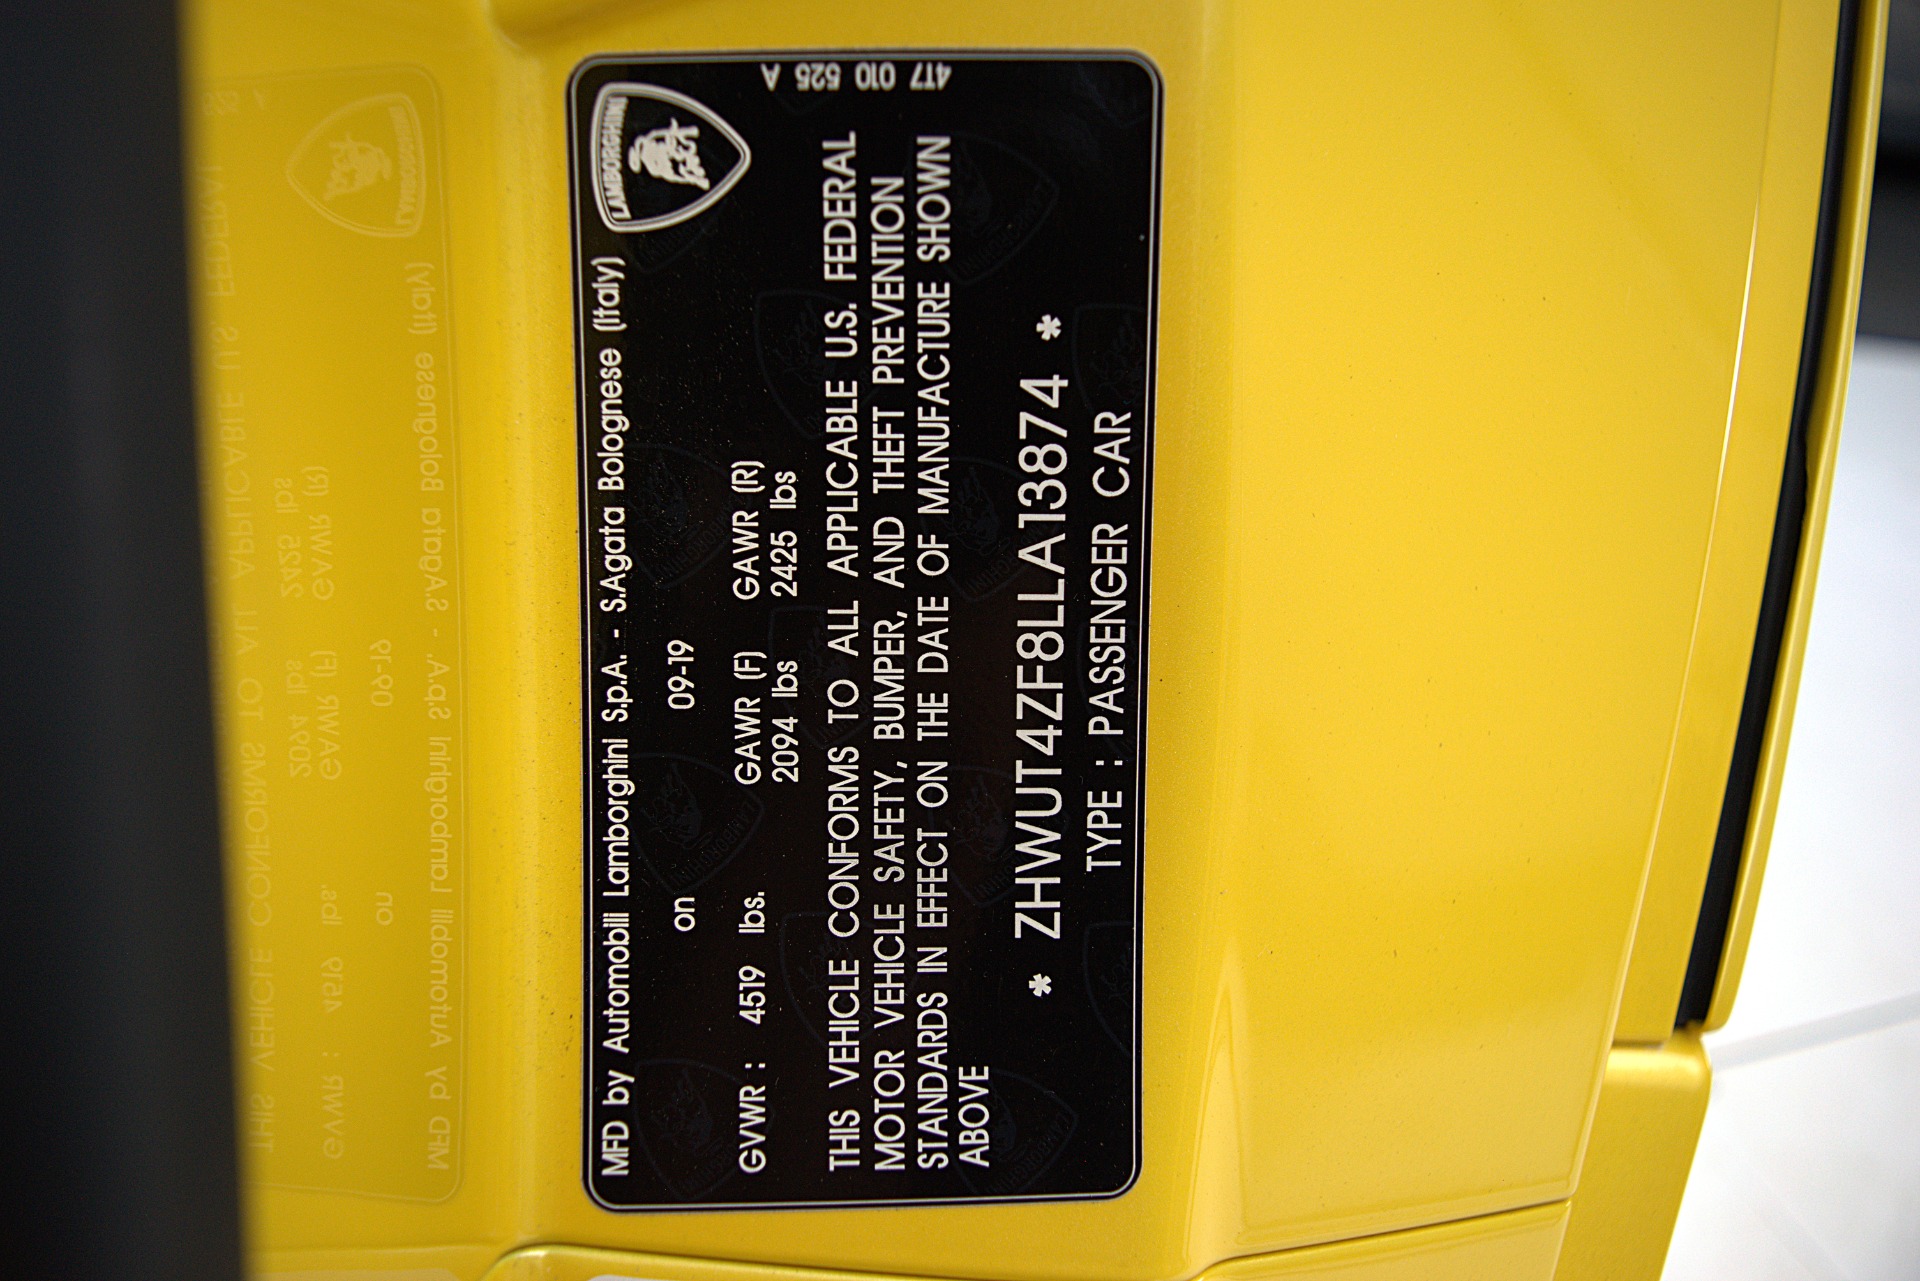 MFD by Automobili Lamborghini S.p.A. - S.Agata Bolognese (Italy)
LAMBORGHINI
on 09-19
GVWR : 4519 lbs. GAWR (F) GAWR (R)
2094 lbs 2425 lbs
THIS VEHICLE CONFORMS TO ALL APPLICABLE U.S. FEDERAL
MOTOR VEHICLE SAFETY, BUMPER, AND THEFT PREVENTION
STANDARDS IN EFFECT ON THE DATE OF MANUFACTURE SHOWN
ABOVE
* ZHWUT4ZF8LLA13874 *
TYPE : PASSENGER CAR
4T7 010 525 A